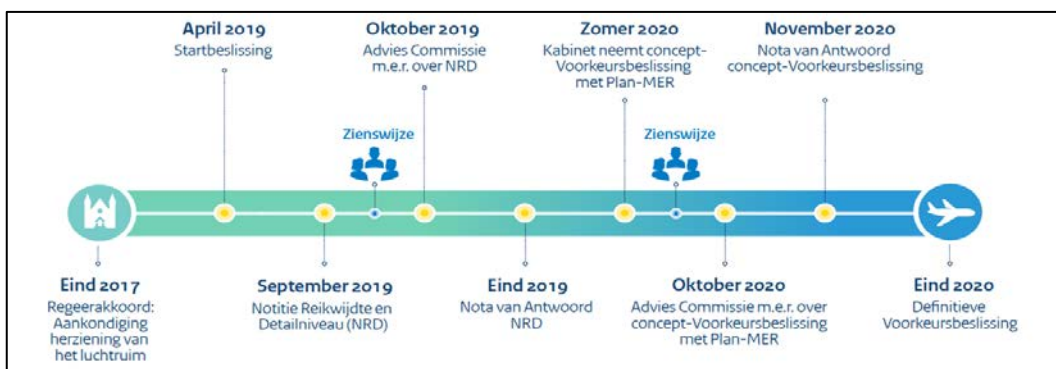 April 2019
Startbeslissing
Oktober 2019
Advies Commissie
m.e.r. over NRD
Zomer 2020
Kabinet neemt concept-
Voorkeursbeslissing
met Plan-MER
November 2020
Nota van Antwoord
concept-Voorkeursbeslissing
Zienswijze
Zienswijze
Eind 2017
Regeerakkoord:
Aankondiging
herziening van
het luchtruim
September 2019
Notitie Reikwijdte en
Detailniveau (NRD)
Eind 2019
Nota van Antwoord
NRD
Oktober 2020
Advies Commissie m.e.r. over
concept-Voorkeursbeslissing
met Plan-MER
Eind 2020
Definitieve
Voorkeursbeslissing